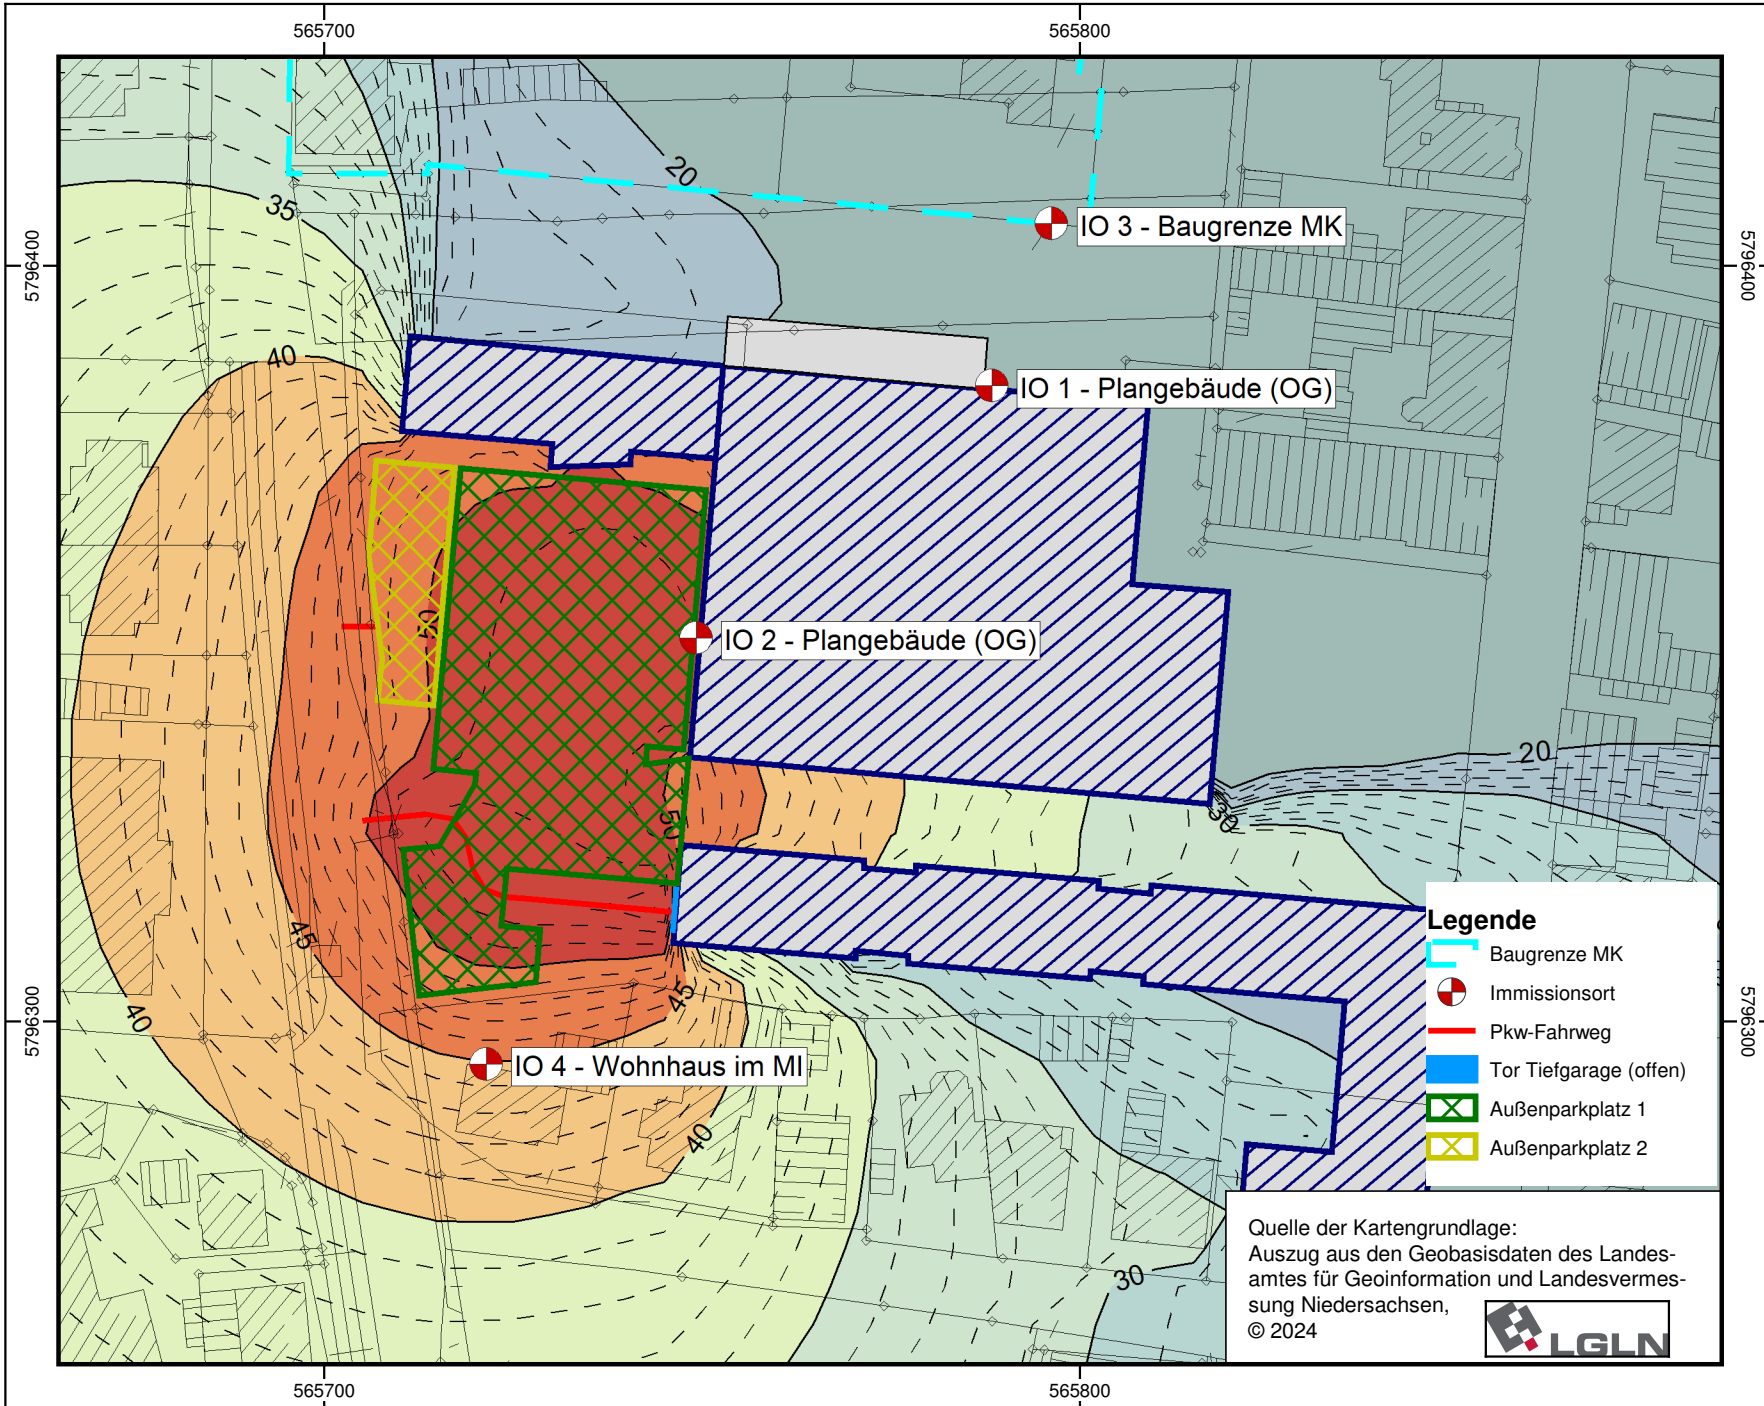 565700
565800
5796400
5796400
20
35
IO 3 - Baugrenze MK
40
IO 1 - Plangebäude (OG)
50
IO 2 - Plangebäude (OG)
20
50
30
45
45
40
IO 4 - Wohnhaus im MI
40
30
5796300
5796300
Legende
Baugrenze MK
Immissionsort
Pkw-Fahrweg
Tor Tiefgarage (offen)
Außenparkplatz 1
Außenparkplatz 2
Quelle der Kartengrundlage:
Auszug aus den Geobasisdaten des Landes-
amtes für Geoinformation und Landesvermes-
sung Niedersachsen,
© 2024
LGLN
565700
565800